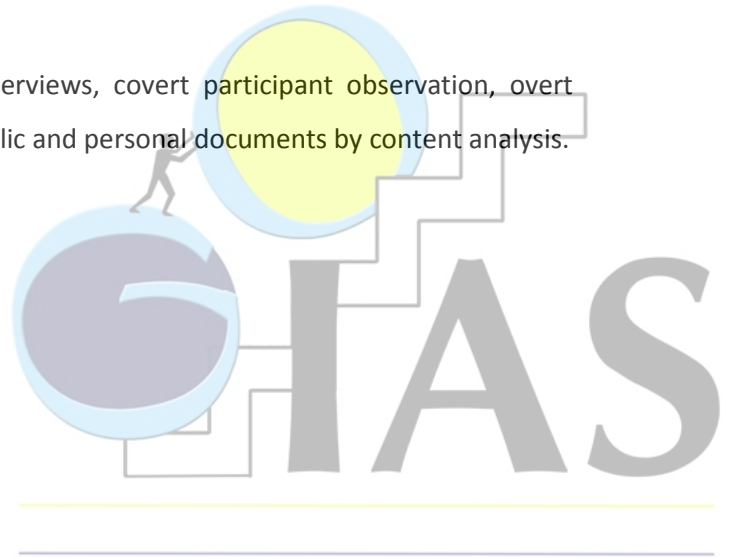 erviews, covert participant observation, overt
lic and personal documents by content analysis.
GIAS